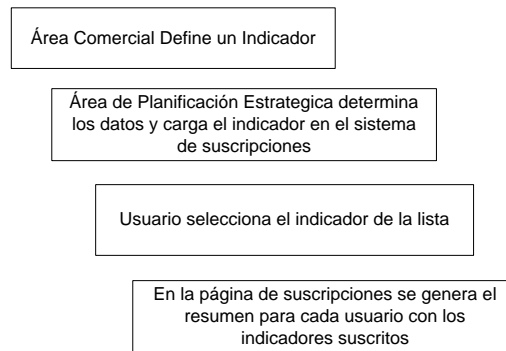 Área Comercial Define un Indicador
Área de Planificación Estrategica determina
los datos y carga el indicador en el sistema
de suscripciones
Usuario selecciona el indicador de la lista
En la página de suscripciones se genera el
resumen para cada usuario con los
indicadores suscritos